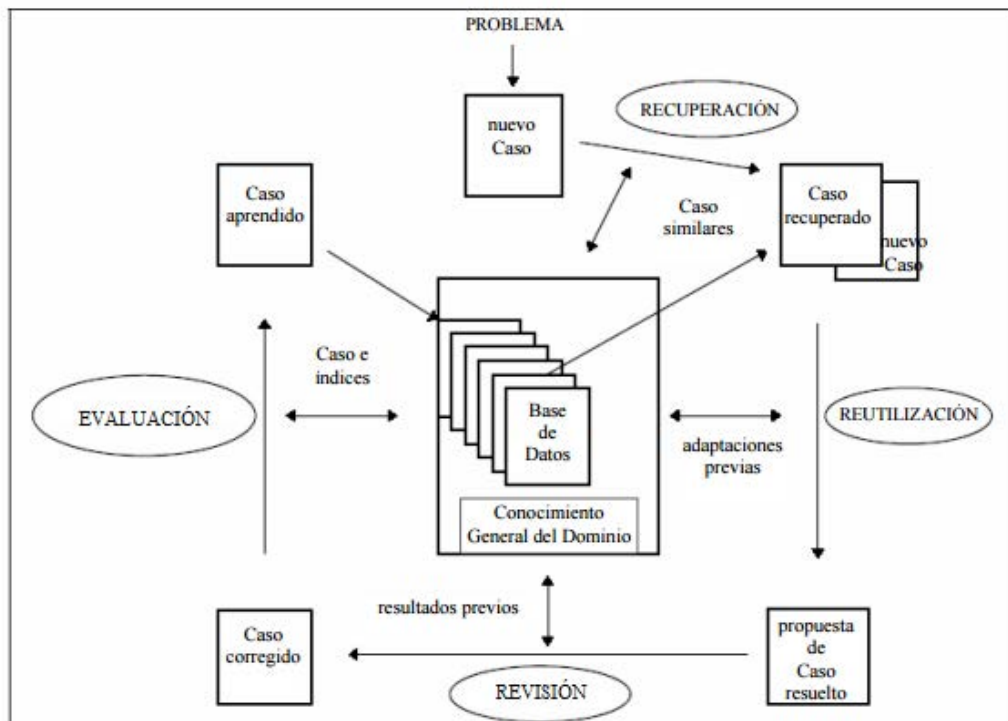 PROBLEMA
nuevo
Caso
RECUPERACIÓN
Caso
aprendido
Caso
similares
Caso
recuperado
nuevo
Caso
Caso e
indices
EVALUACIÓN
Base
de
Datos
adaptaciones
previas
REUTILIZACIÓN
Conocimiento
General del Dominio
resultados previos
Caso
corregido
REVISIÓN
propuesta
de
Caso
resuelto